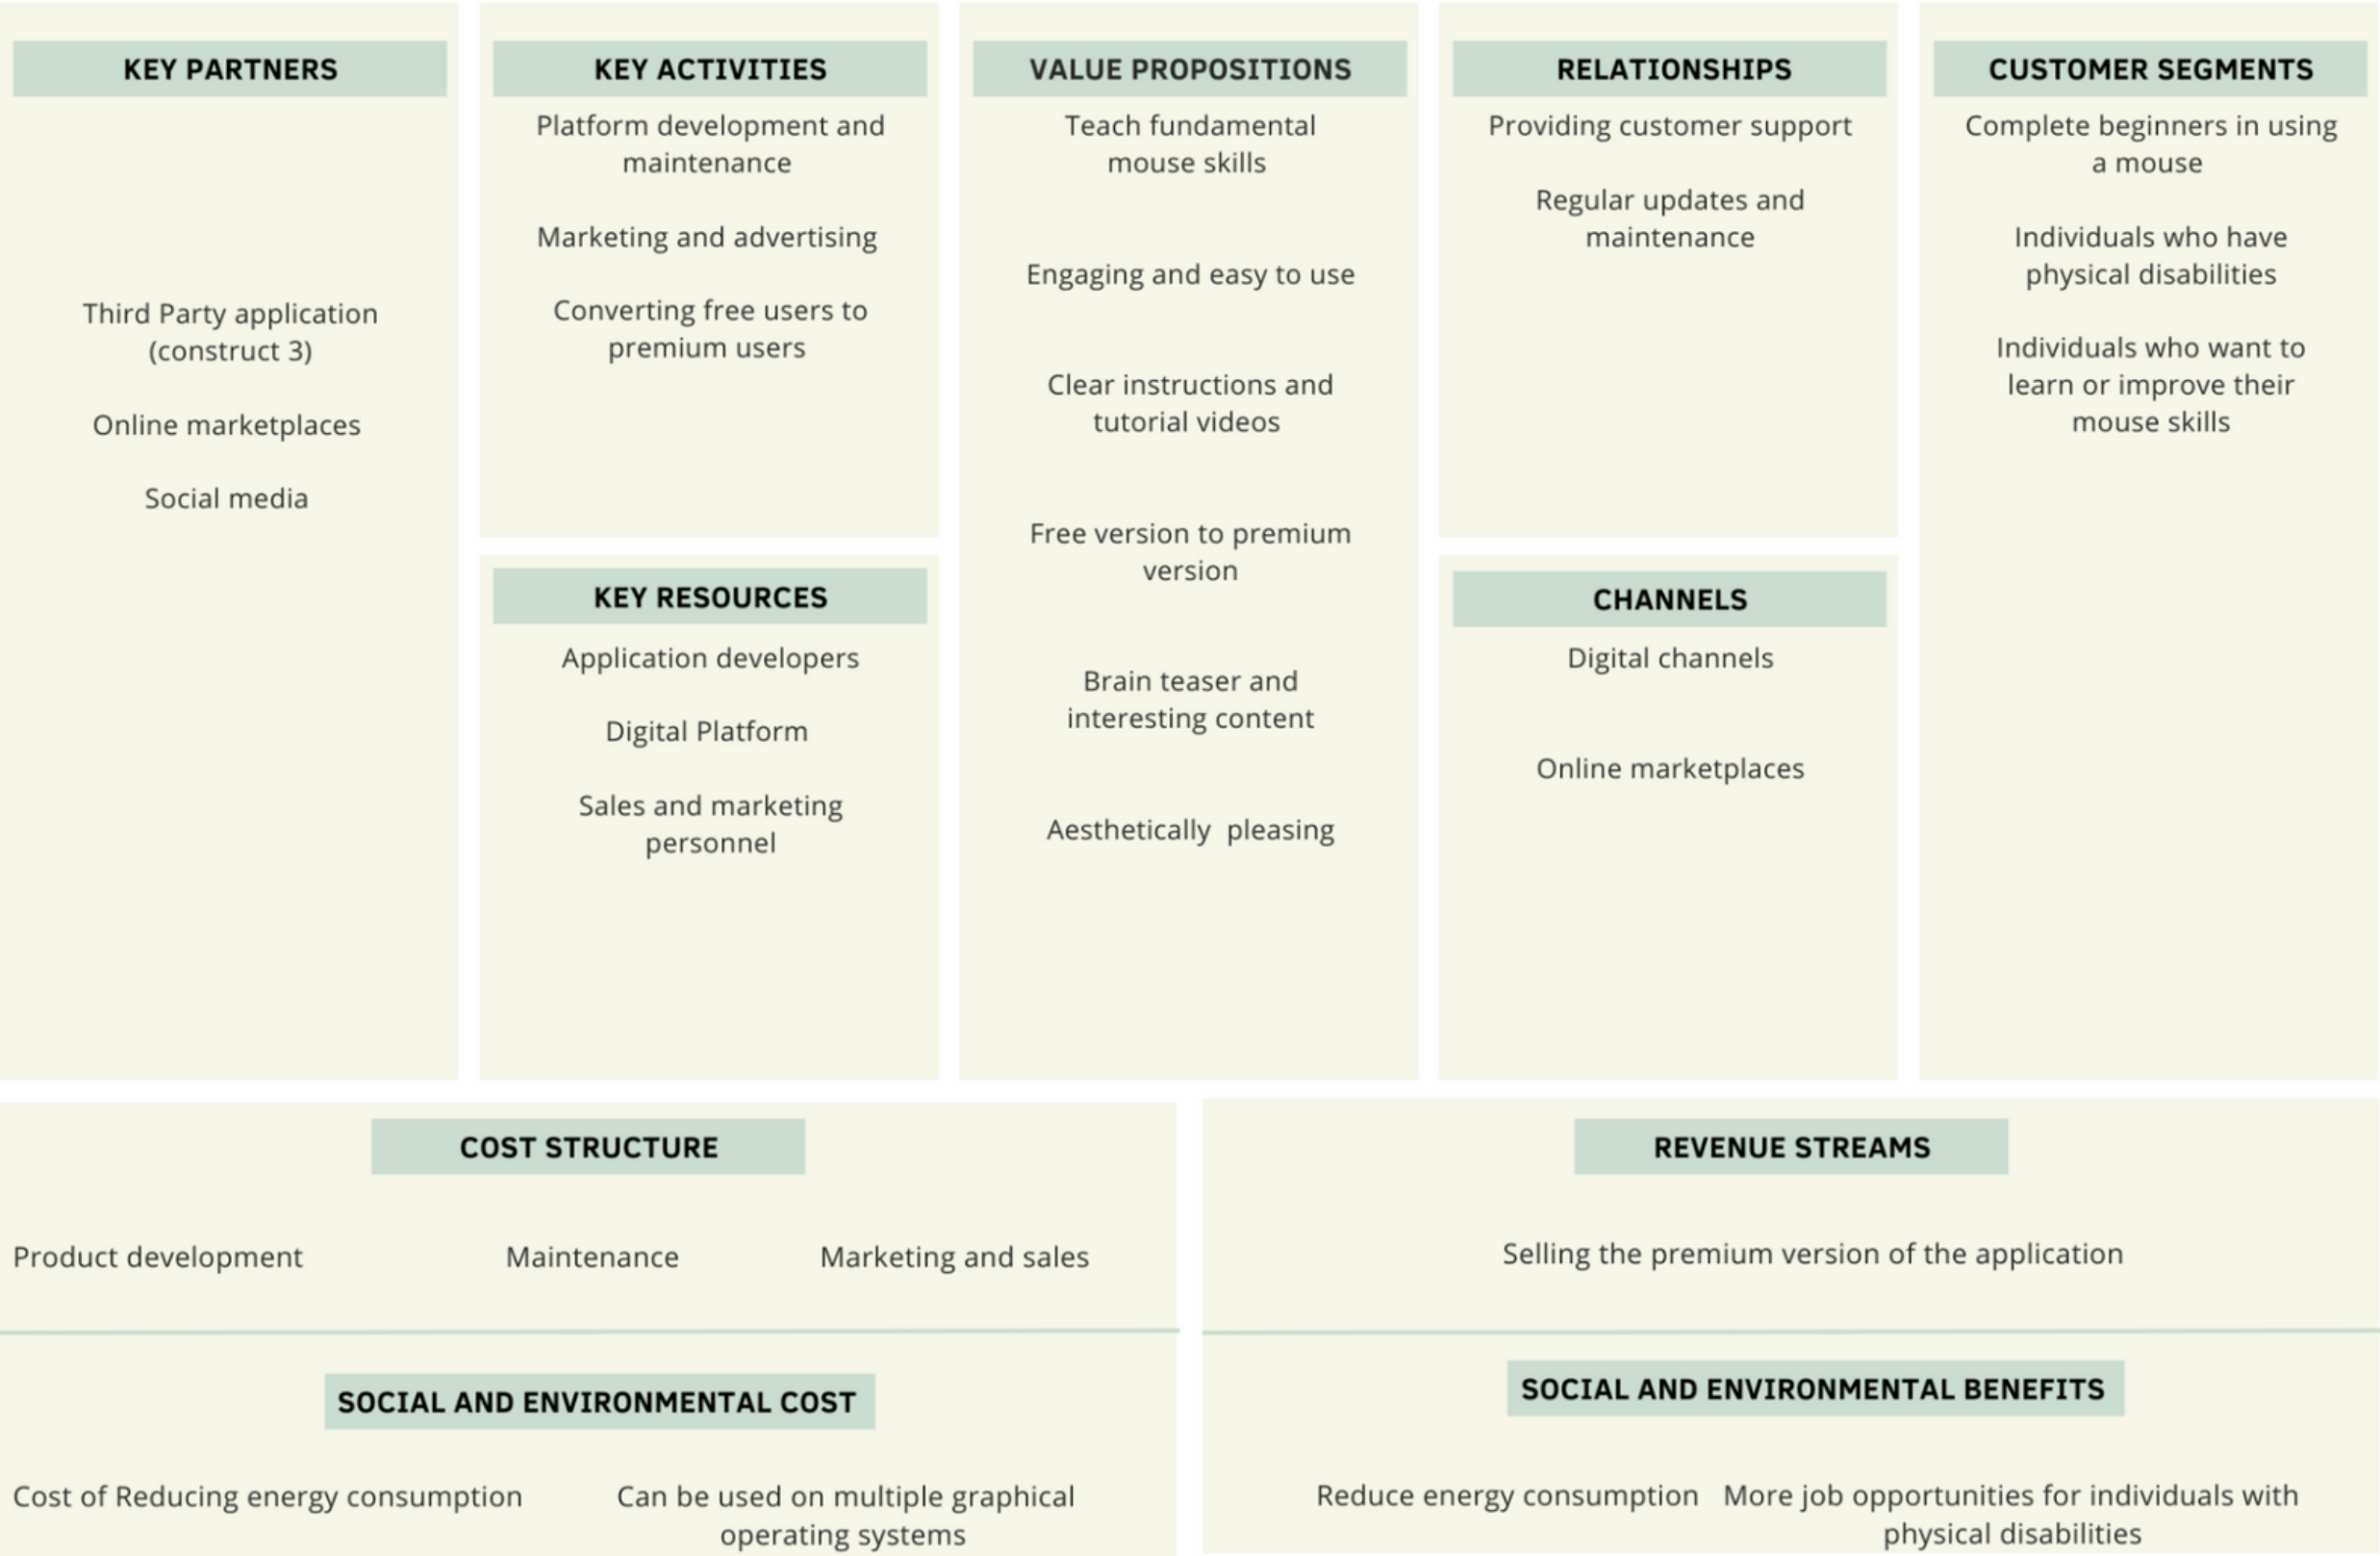 KEY PARTNERS
Third Party application
(construct 3)
Online marketplaces
Social media
KEY ACTIVITIES
Platform development and
maintenance
Marketing and advertising
Converting free users to
premium users
KEY RESOURCES
Application developers
Digital Platform
Sales and marketing
personnel
VALUE PROPOSITIONS
Teach fundamental
mouse skills
Engaging and easy to use
Clear instructions and
tutorial videos
Free version to premium
version
Brain teaser and
interesting content
Aesthetically pleasing
RELATIONSHIPS
Providing customer support
Regular updates and
maintenance
CHANNELS
Digital channels
Online marketplaces
CUSTOMER SEGMENTS
Complete beginners in using
a mouse
Individuals who have
physical disabilities
Individuals who want to
learn or improve their
mouse skills
COST STRUCTURE
Product development
Maintenance
Marketing and sales
REVENUE STREAMS
Selling the premium version of the application
SOCIAL AND ENVIRONMENTAL COST
Cost of Reducing energy consumption
Can be used on multiple graphical
operating systems
SOCIAL AND ENVIRONMENTAL BENEFITS
Reduce energy consumption
More job opportunities for individuals with
physical disabilities